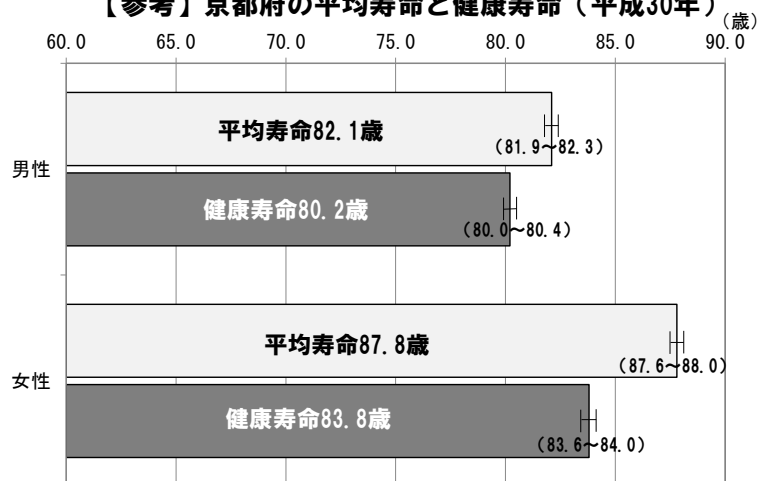 【参考】京都府の平均寿命と健康寿命（平成30年）
（歳）
60.0 65.0 70.0 75.0 80.0 85.0 90.0
男性
平均寿命82.1歳
（81.9～82.3）
健康寿命80.2歳
（80.0～80.4）
女性
平均寿命87.8歳
（87.6～88.0）
健康寿命83.8歳
（83.6～84.0）